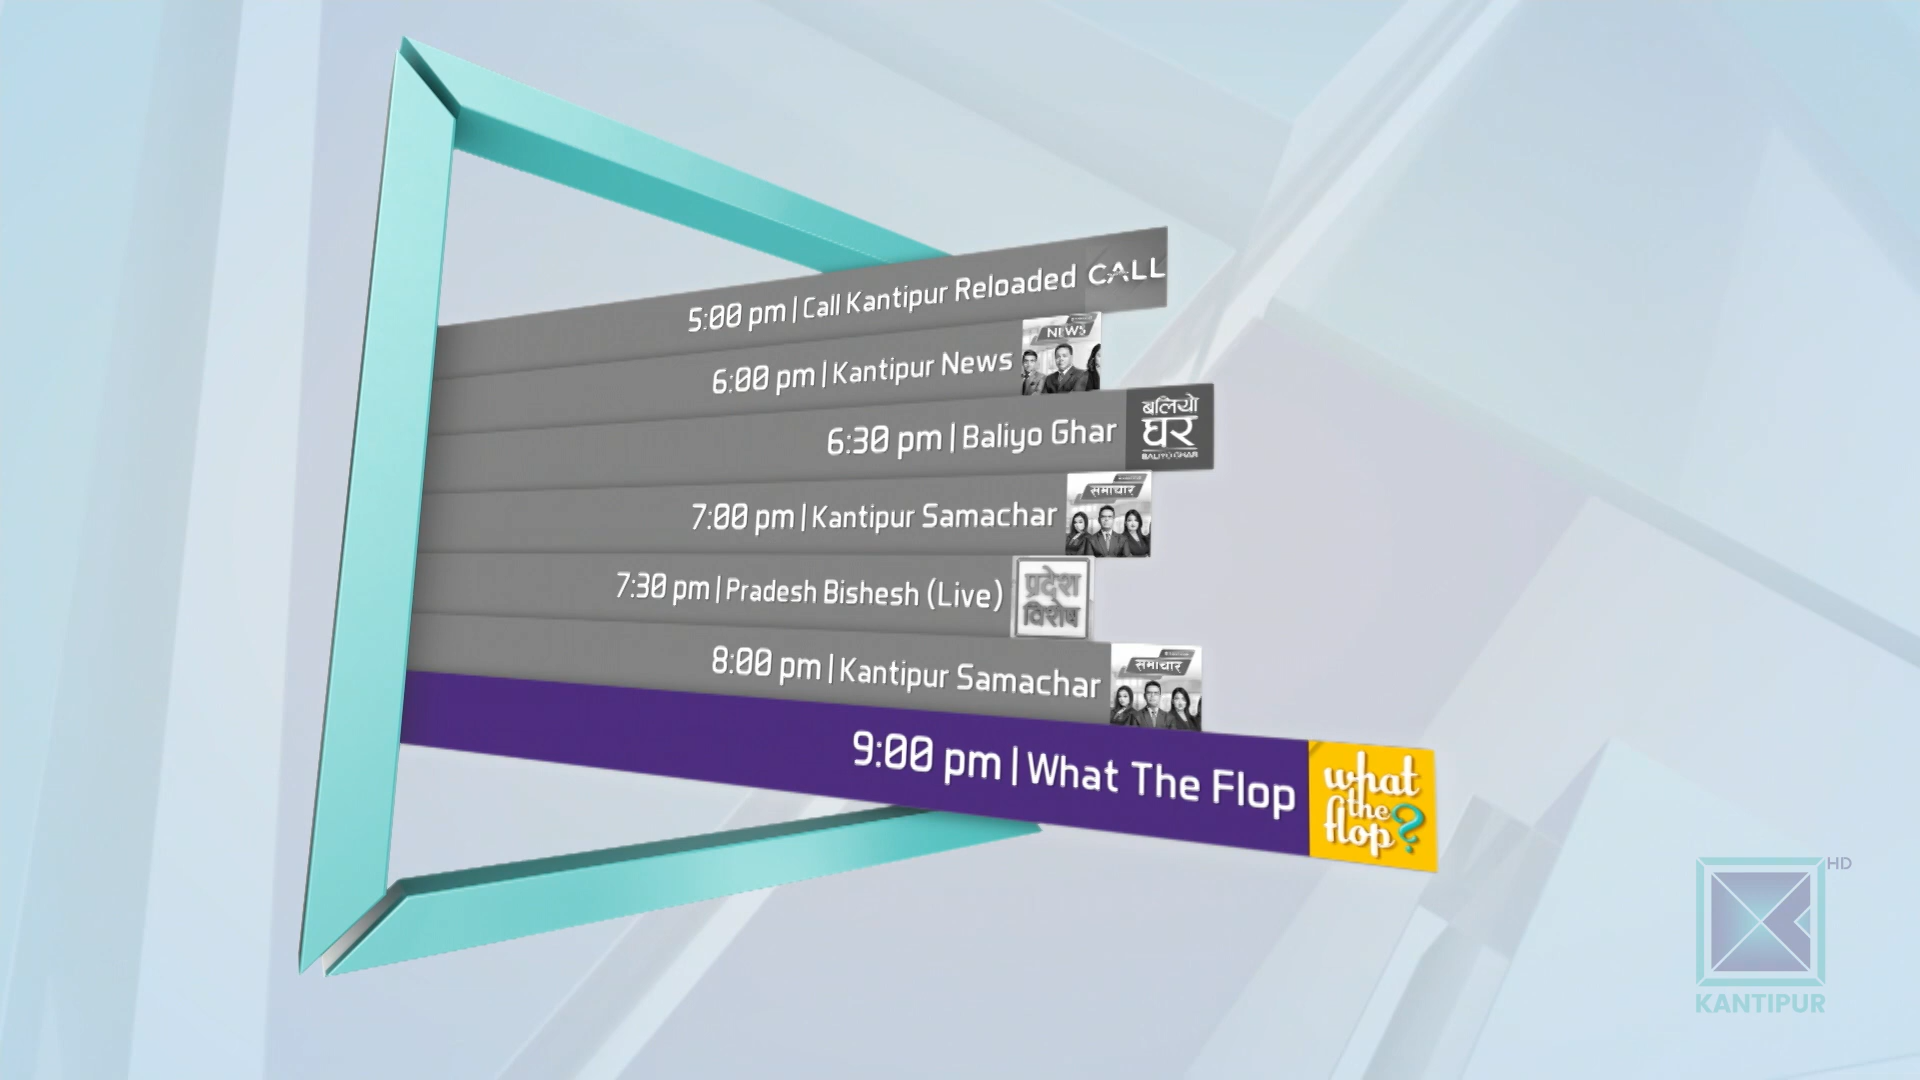 5:00 pm | Call Kantipur Reloaded CALL
6:00 pm | Kantipur News
NEWS
6:30 pm | Baliyo Ghar
बलियो
घर
BALIYO GHAR
7:00 pm | Kantipur Samachar
समाचार
7:30 pm | Pradesh Bishesh (Live)
प्रदेश
विशेष
8:00 pm | Kantipur Samachar
समाचार
9:00 pm | What The Flop
what
the
flop?
HD
KANTIPUR